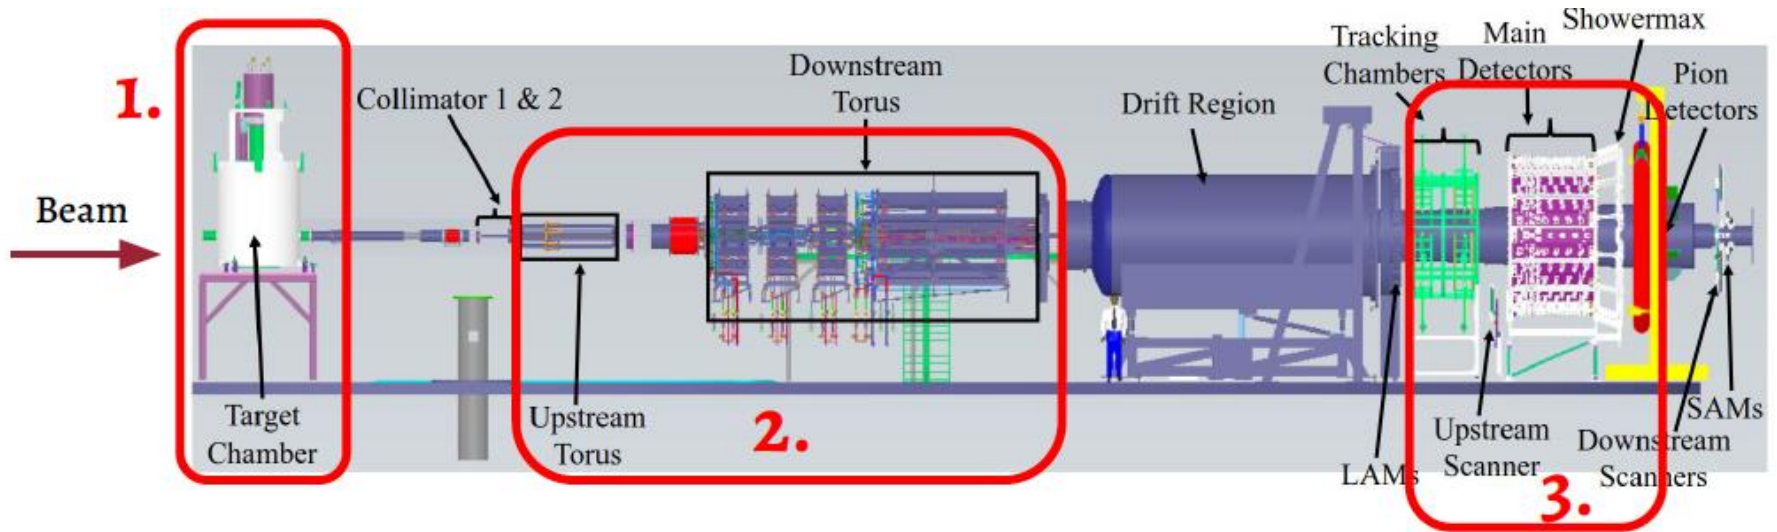 1.
Beam
Target
Chamber
Collimator 1 & 2
2.
Upstream
Torus
Downstream
Torus
Drift Region
LAMs
3.
Tracking
Chambers
Upstream
Scanner
Main
Detectors
Showermax
Pion
Detectors
Downstream
Scanners
SAMs